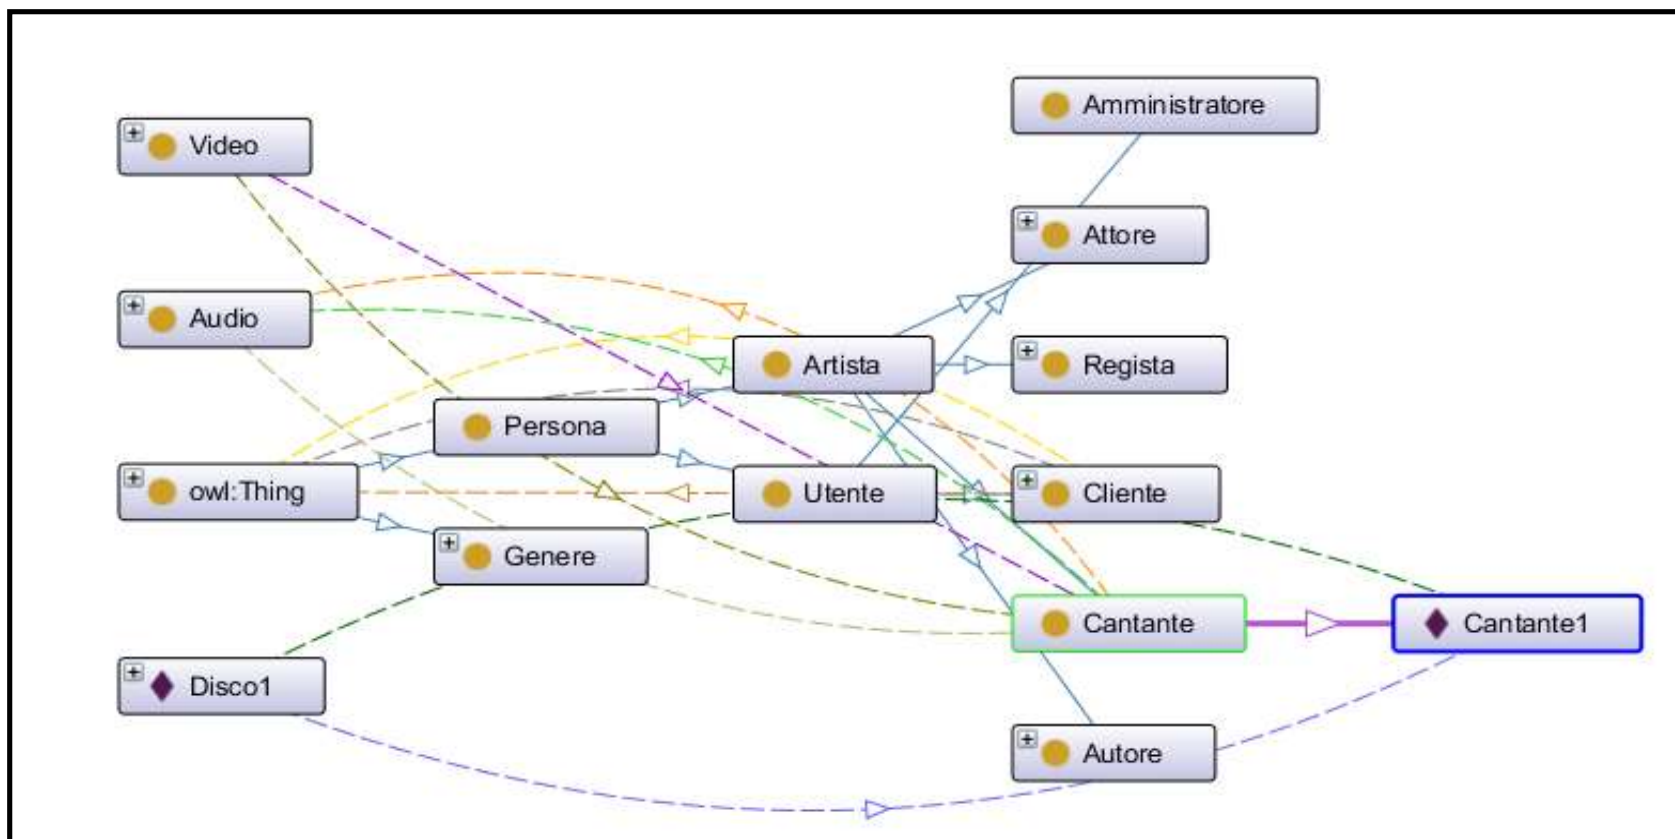 Amministratore
Video
Attore
Audio
Artista
Regista
Persona
owl:Thing
Utente
Cliente
Genere
Cantante
Cantante1
Disco1
Autore